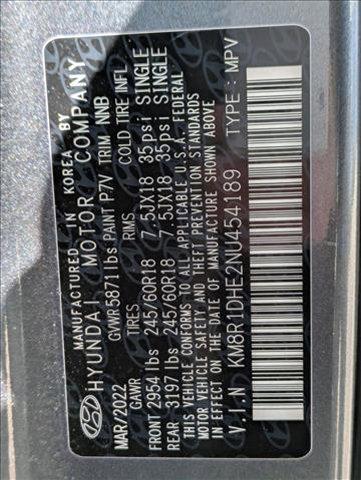 MANUFACTURED IN KOREA BY
HYUNDAI MOTOR COMPANY
GVWR 5871 lbs PAINT P7V TRIM NNB
MAR/2022 TIRES RIMS COLD TIRE INFL
GAWR
FRONT 2954 lbs 245/60R18 7.5JX18 35psi SINGLE
REAR 3197 lbs 245/60R18 7.5JX18 35psi SINGLE
THIS VEHICLE CONFORMS TO ALL APPLICABLE U.S.A. FEDERAL
MOTOR VEHICLE SAFETY AND THEFT PREVENTION STANDARDS
IN EFFECT ON THE DATE OF MANUFACTURE SHOWN ABOVE
V.I.N KM8R1DHE2NU454189 TYPE : MPV